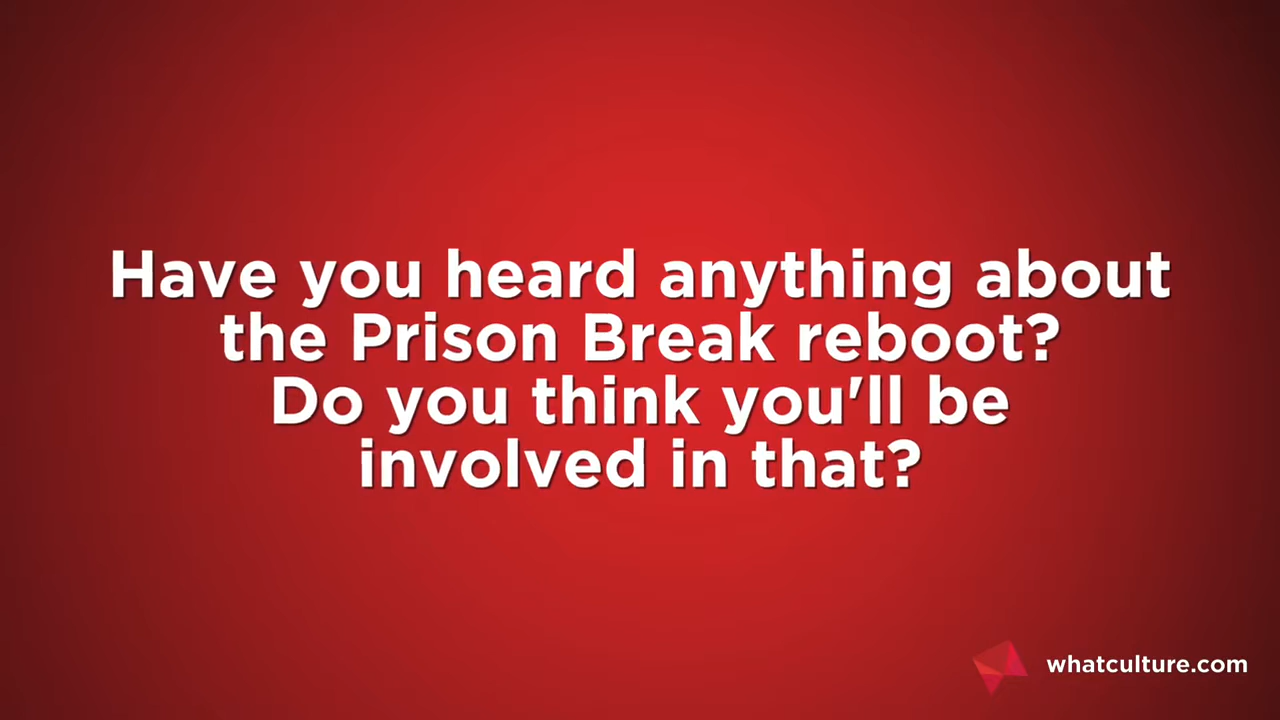 Have you heard anything about
the Prison Break reboot?
Do you think you'll be
involved in that?
whatculture.com